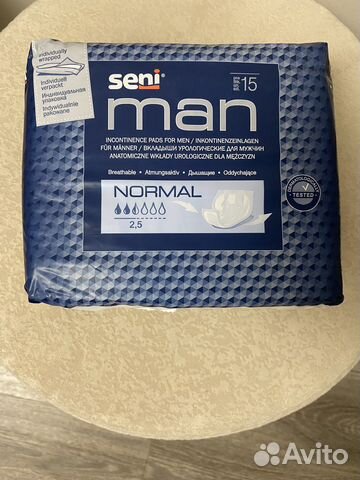 individually
wrapped
individuell
verpackt
Индивидуальная
упаковка
Indywidualnie
pakowane
seni®
15
man
INCONTINENCE PADS FOR MEN / INKONTINENZEINLAGEN
FÜR MÄNNER / ВКЛАДЫШИ УРОЛОГИЧЕСКИЕ ДЛЯ МУЖЧИН
ANATOMICZNE WKŁADY UROLOGICZNE DLA MĘŻCZYZN
Breathable • Atmungsaktiv • Дышащие • Oddychające
NORMAL
2,5
DERMATOLOGICALLY
TESTED
Avito